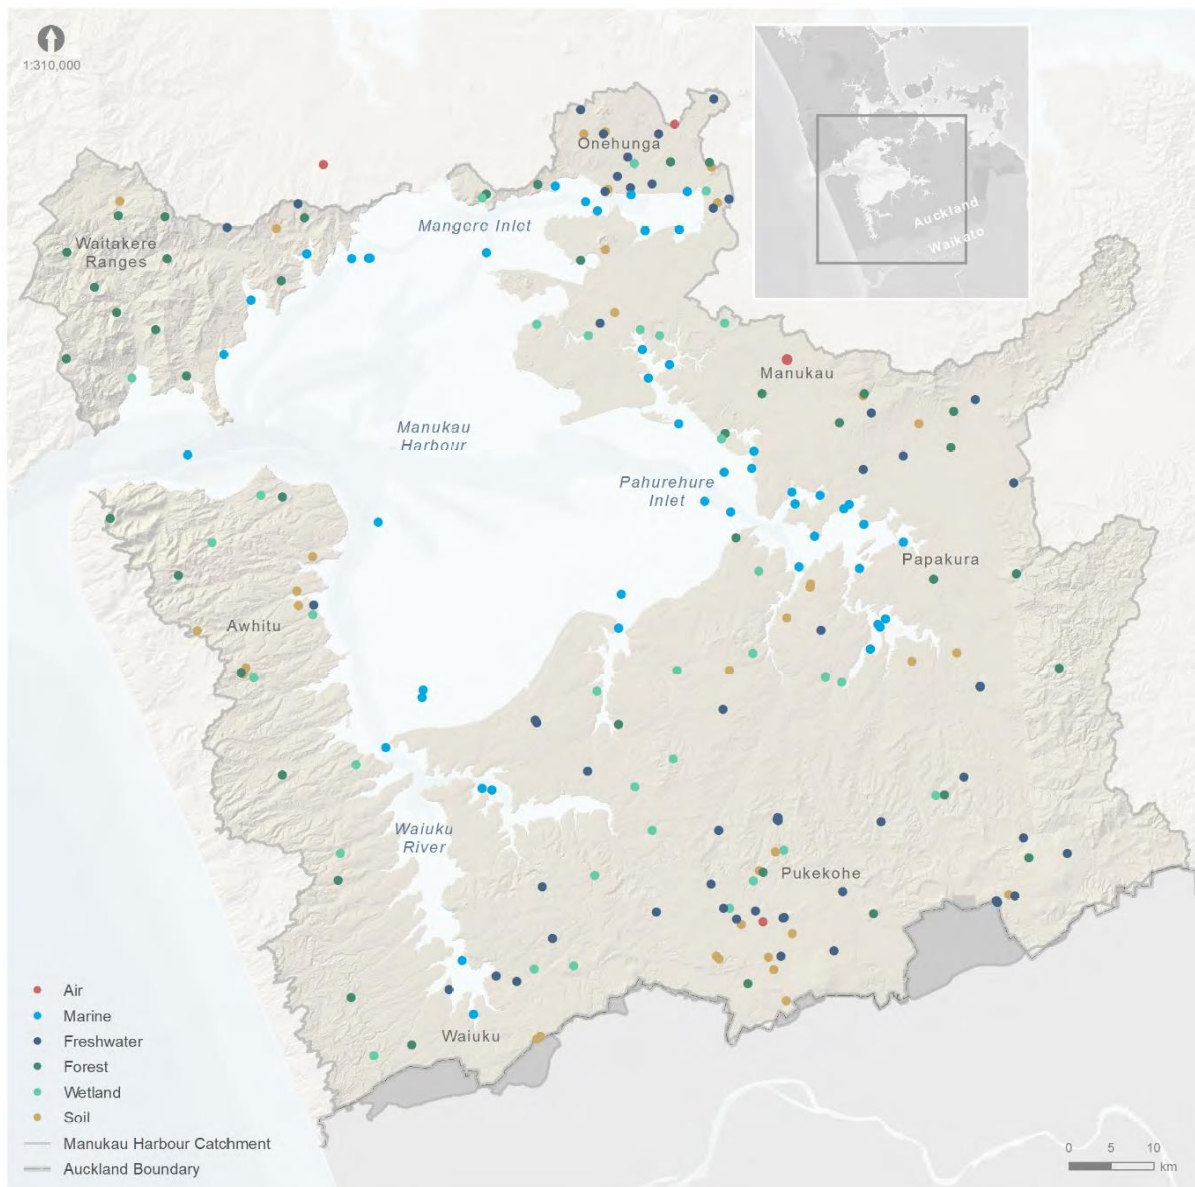 1:310,000
Onehunga
Auckland
Waikato
Mangere Inlet
Waitakere
Ranges
Manukau
Manukau
Harbour
Pahurehure
Inlet
Papakura
Awhitu
Waiuku
River
Pukekohe
Waiuku
Air
Marine
Freshwater
Forest
Wetland
Soil
Manukau Harbour Catchment
Auckland Boundary
0 5 10
km